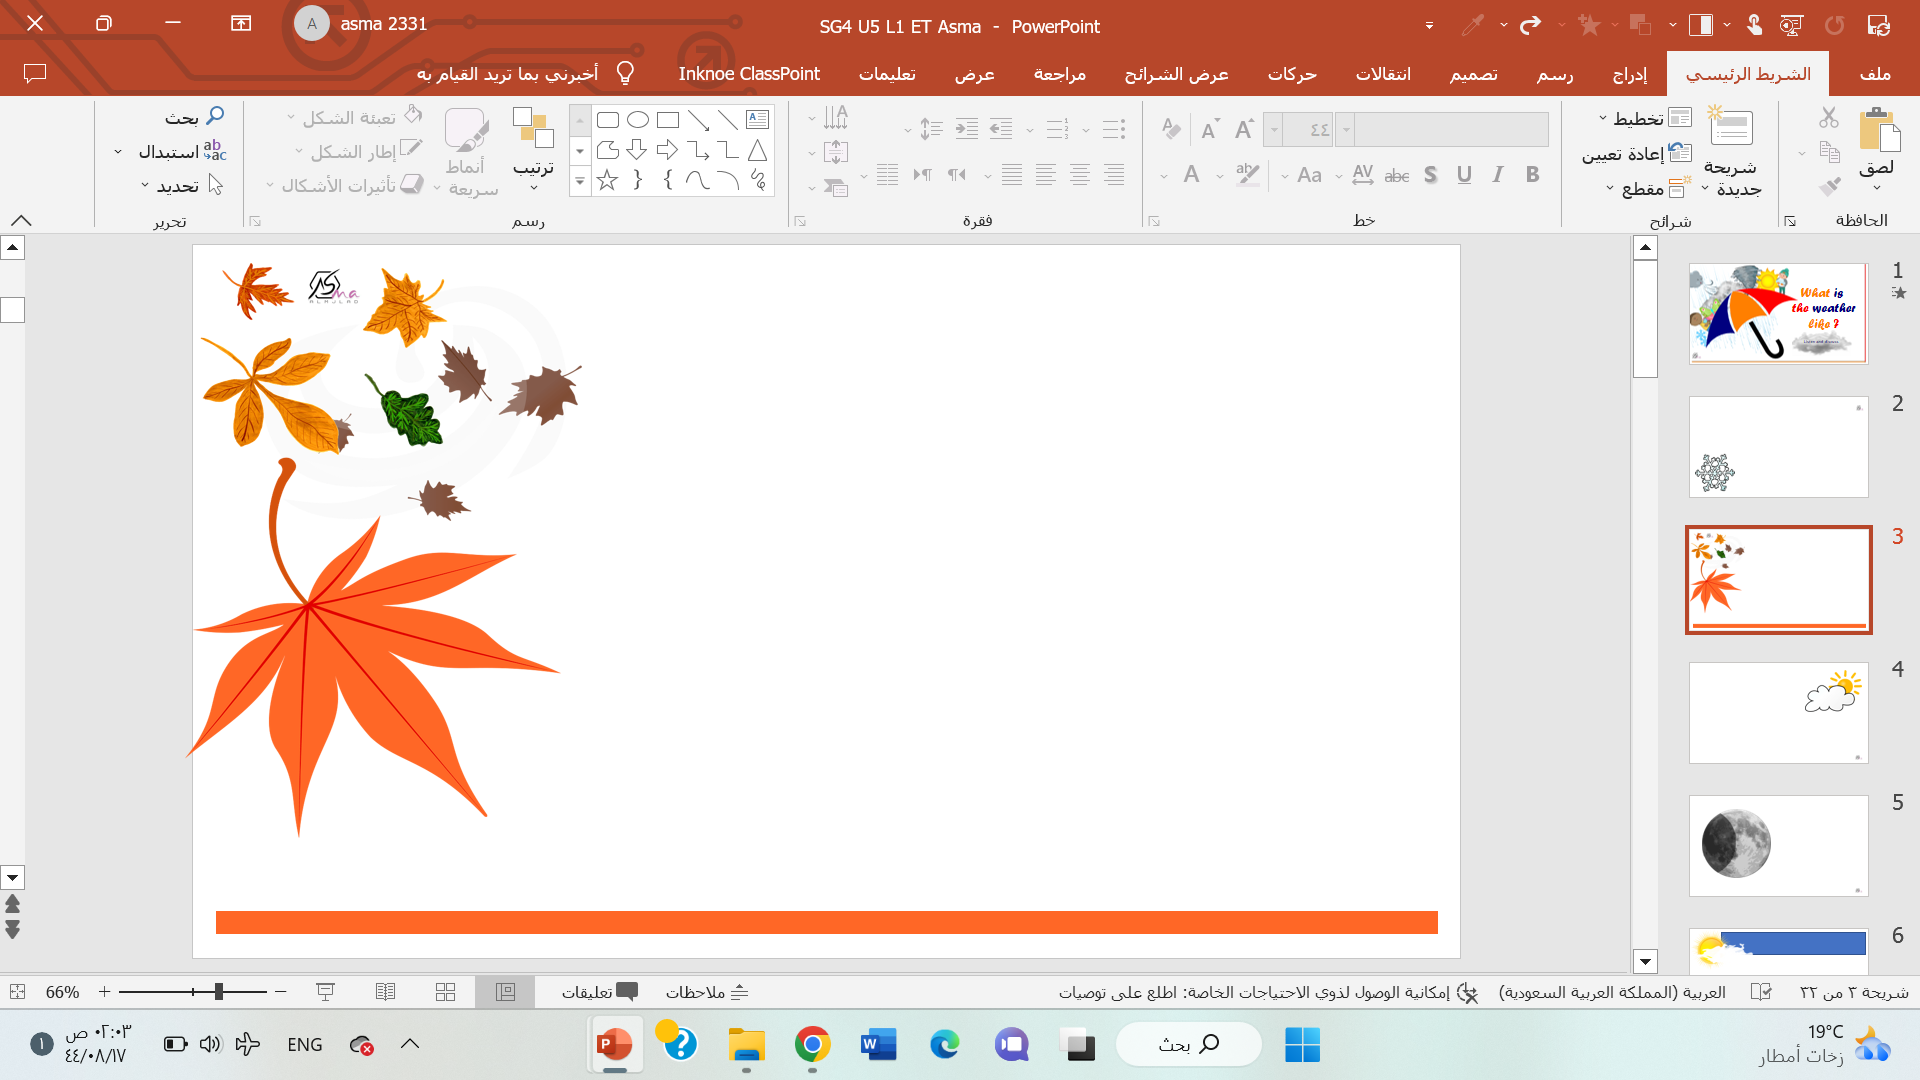 asma 2331
A
SG4 U5 L1 ET Asma - PowerPoint
ملف
الشريط الرئيسي
إدراج
رسم
تصميم
انتقالات
حركات
عرض الشرائح
مراجعة
عرض
تعليمات
Inknoe ClassPoint
أخبرني بما تريد القيام به
لصق
الحافظة
شريحة
جديدة
تخطيط
إعادة تعيين
مقطع
شرائح
٤٤
خط
فقرة
ترتيب
أنماط
سريعة
تعبئة الشكل
إطار الشكل
تأثيرات الأشكال
رسم
بحث
استبدال
تحديد
تحرير
1
What is
the weather
like ?
2
3
4
5
6
شريحة ٣ من ٢٢
العربية (المملكة العربية السعودية)
إمكانية الوصول لذوي الاحتياجات الخاصة: اطلع على توصيات
ملاحظات
تعليقات
66%
19°C
زخات أمطار
بحث
ENG
٠٢:٠٣ ص
٤٤/٠٨/١٧
١